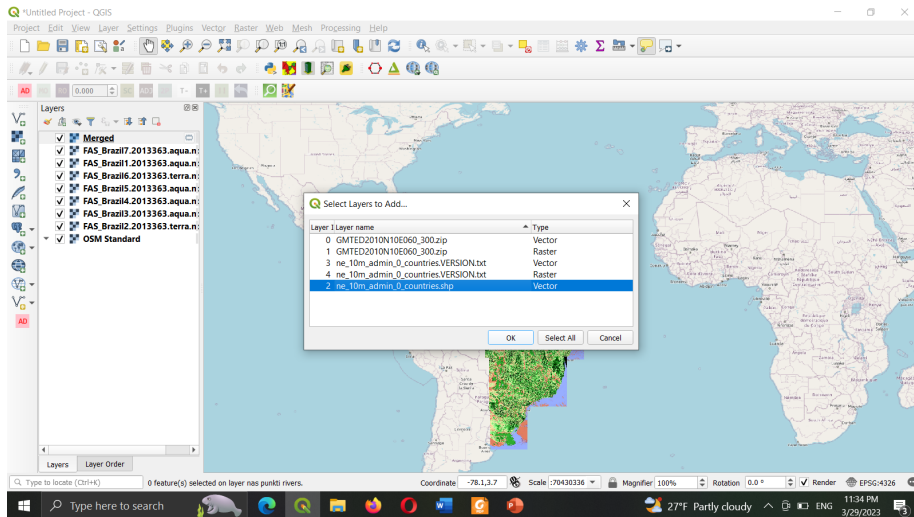 *Untitled Project - QGIS
Project Edit View Layer Settings Plugins Vector Raster Web Mesh Processing Help
AD 0.000 T- T+
Layers
Merged
FAS_Brazil7.2013363.aqua.n
FAS_Brazil6.2013363.terra.n
FAS_Brazil5.2013363.aqua.n
FAS_Brazil4.2013363.aqua.n
FAS_Brazil3.2013363.aqua.n
FAS_Brazil2.2013363.terra.n
OSM Standard
AD
Select Layers to Add...
Layer I Layer name Type
0 GMTED2010N10E060_300.zip Vector
1 GMTED2010N10E060_300.zip Raster
3 ne_10m_admin_0_countries.VERSION.txt Vector
4 ne_10m_admin_0_countries.VERSION.txt Raster
2 ne_10m_admin_0_countries.shp Vector
OK Select All Cancel
Layers Layer Order
Type to locate (Ctrl+K) 0 feature(s) selected on layer nas punkti rivers. Coordinate -78.1,3.7 Scale :70430336 Magnifier 100% Rotation 0.0 ° Render EPSG:4326
Type here to search 27°F Partly cloudy ENG 11:34 PM
3/29/2023